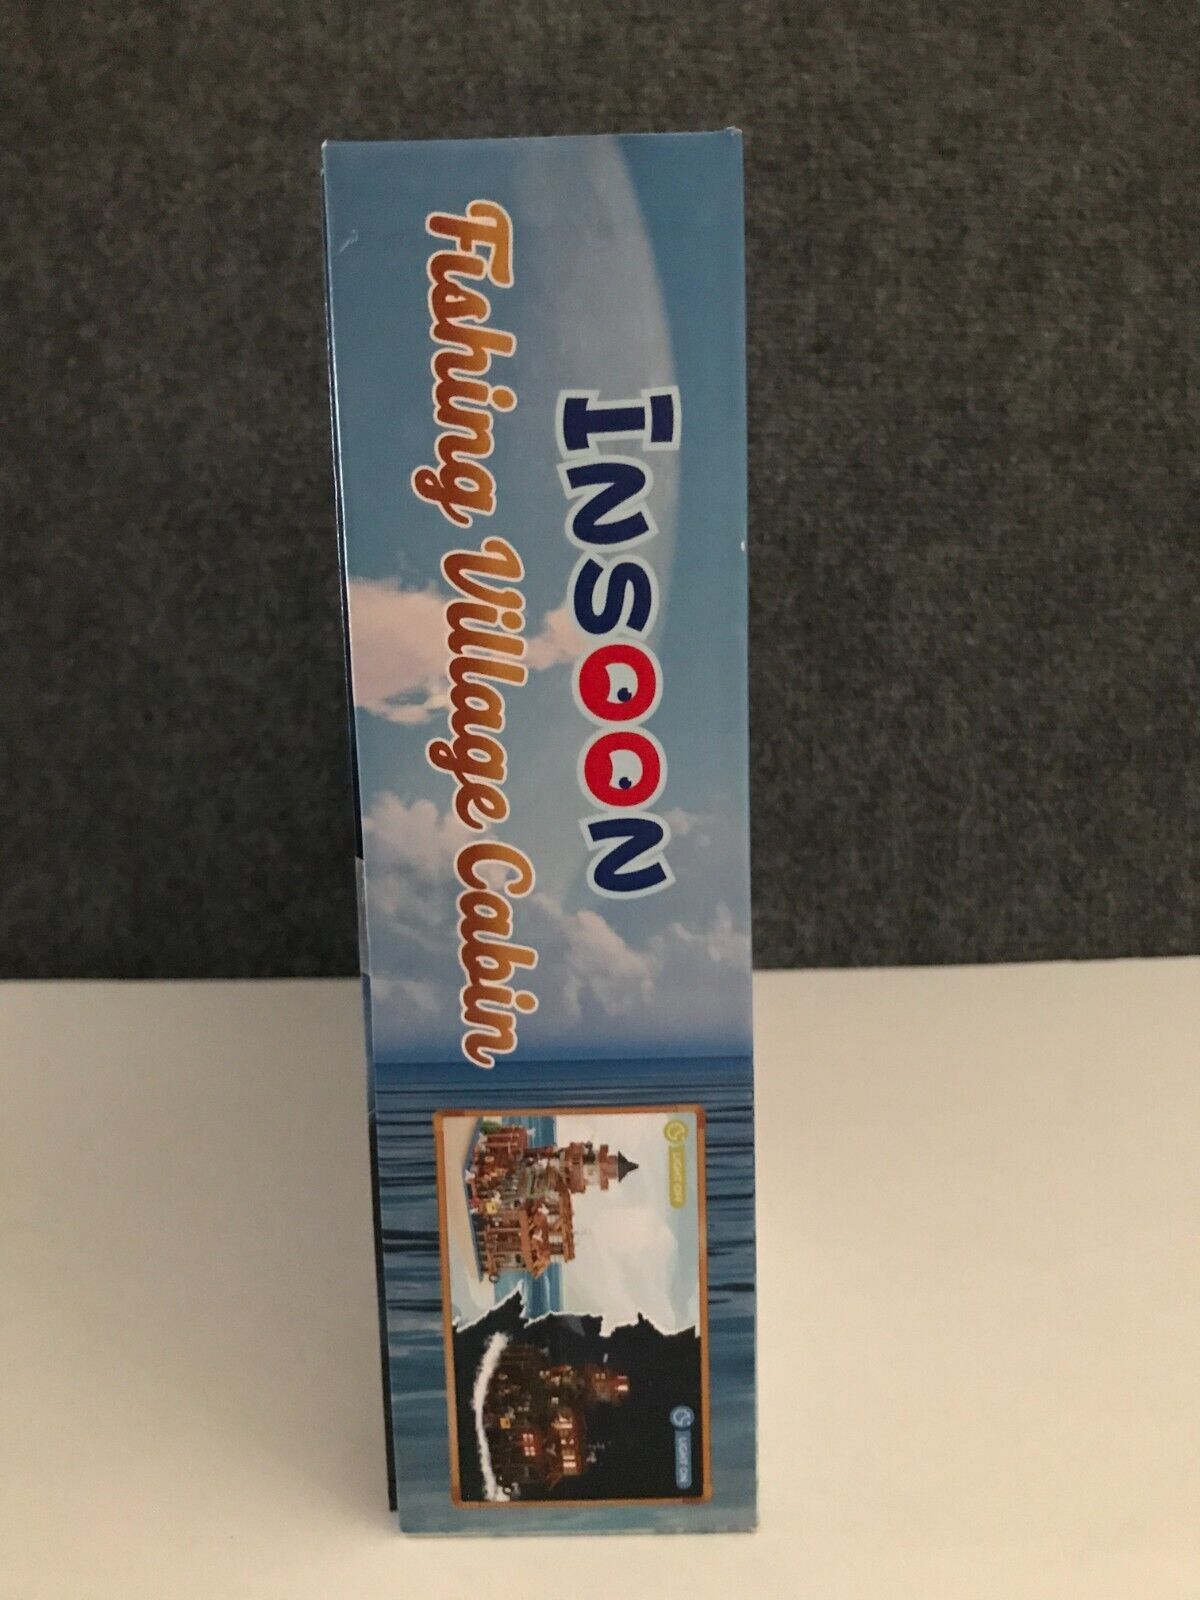 INSOON
Fishing Village Cabin
LIGHT OFF
LIGHT ON